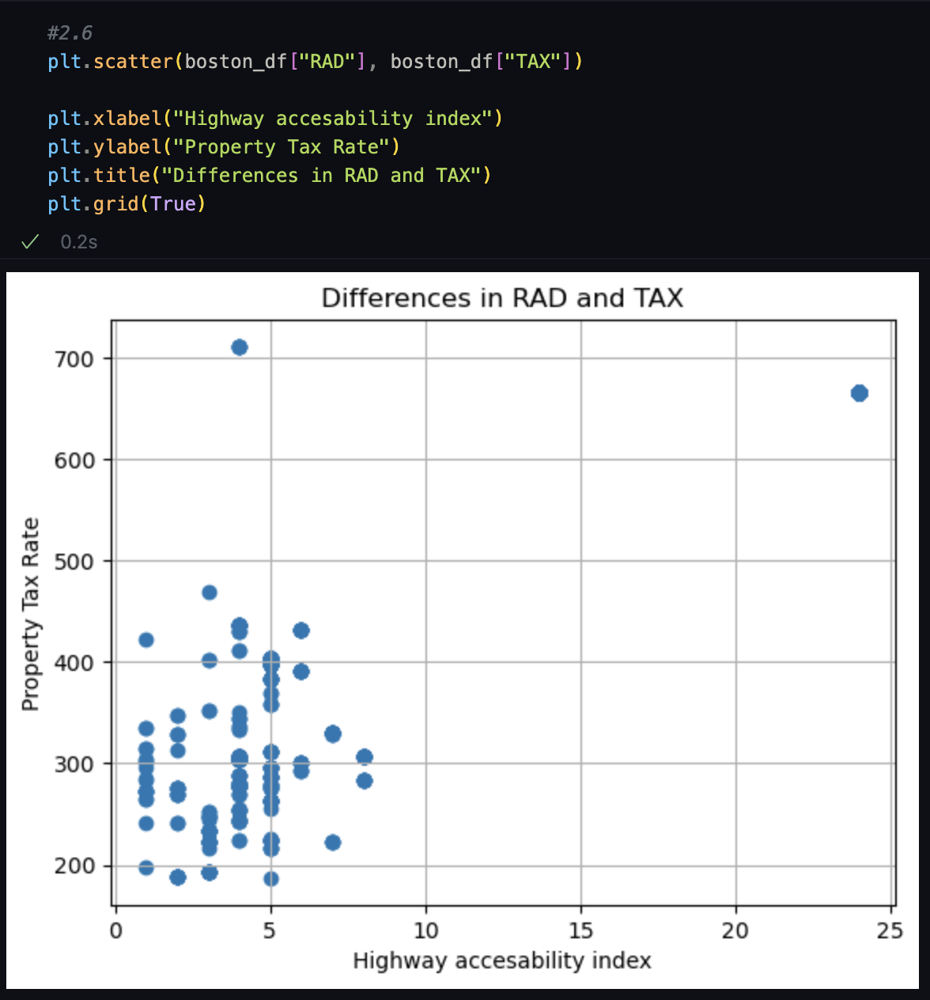 #2.6
plt.scatter(boston_df["RAD"], boston_df["TAX"])
plt.xlabel("Highway accesability index")
plt.ylabel("Property Tax Rate")
plt.title("Differences in RAD and TAX")
plt.grid(True)
0.2s
Differences in RAD and TAX
700
600
500
400
300
200
Property Tax Rate
0 5 10 15 20 25
Highway accesability index